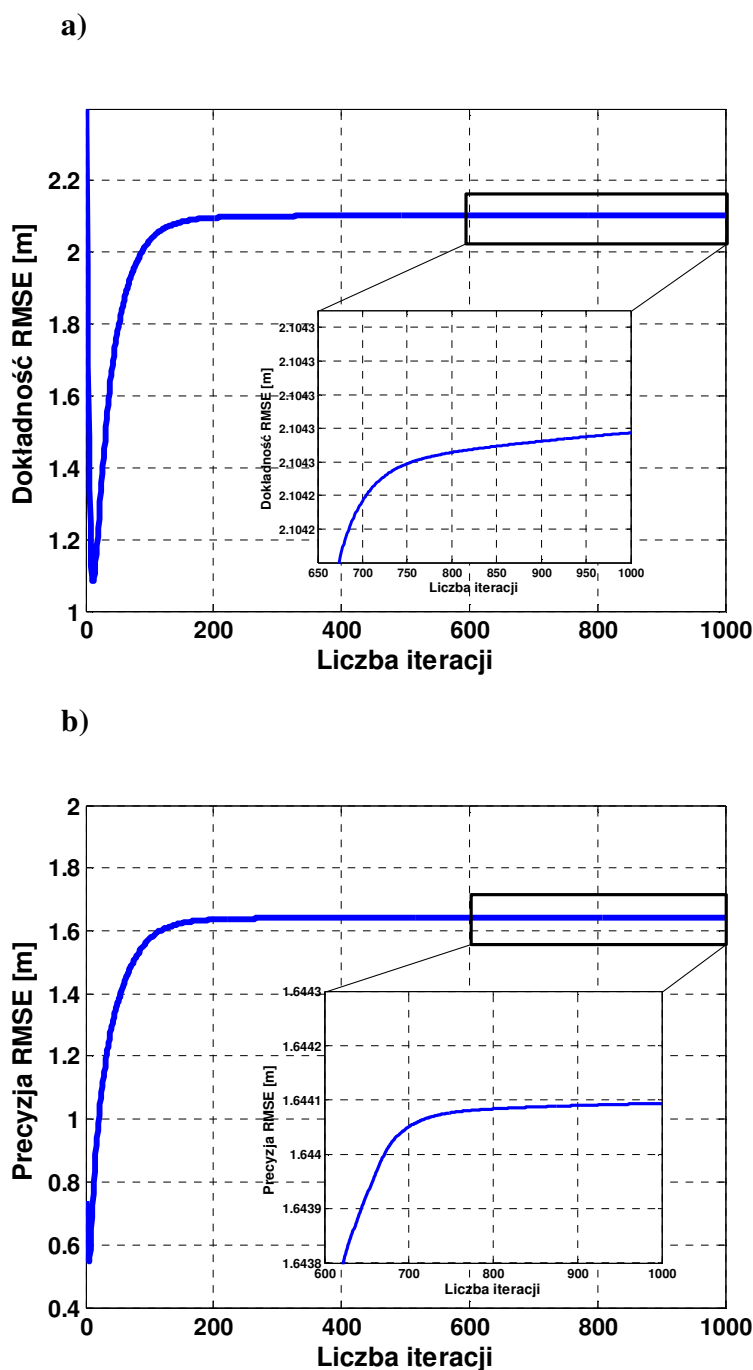 a)
Dokładność RMSE [m]
2.2
2
1.8
1.6
1.4
1.2
1
0 200 400 600 800 1000
Liczba iteracji
Dokładność RMSE [m]
2.1043
2.1043
2.1043
2.1043
2.1043
2.1042
2.1042
650 700 750 800 850 900 950 1000
Liczba iteracji
b)
Precyzja RMSE [m]
2
1.8
1.6
1.4
1.2
1
0.8
0.6
0.4
0 200 400 600 800 1000
Liczba iteracji
Precyzja RMSE [m]
1.6443
1.6442
1.6441
1.644
1.6439
1.6438
600 700 800 900 1000
Liczba iteracji